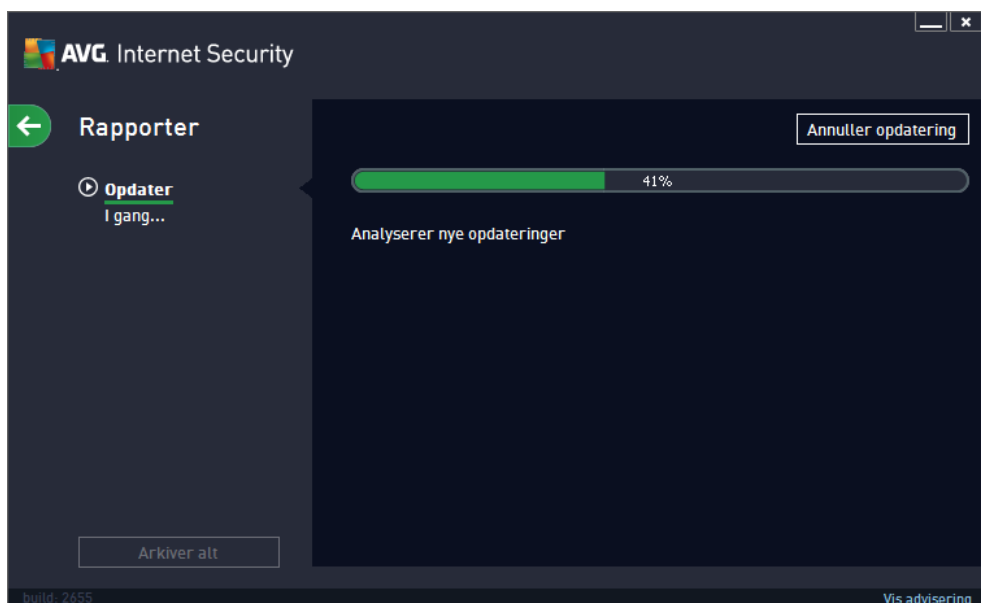 AVG. Internet Security
Rapporter
Opdater
I gang...
Arkiver alt
Annuller opdatering
41%
Analyserer nye opdateringer
build: 2655
Vis advisering